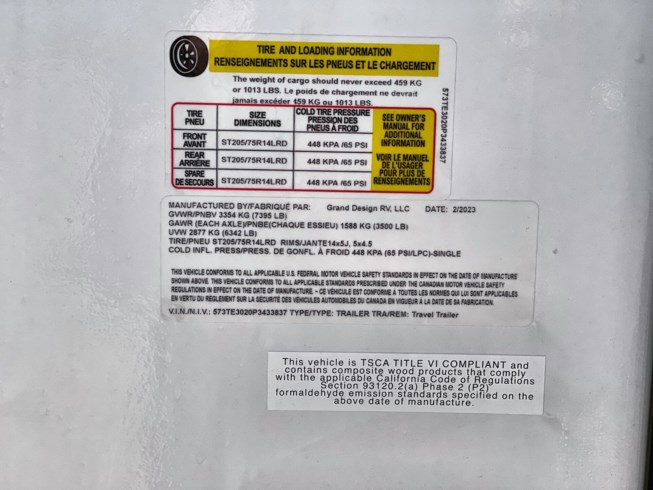 TIRE AND LOADING INFORMATION
RENSEIGNEMENTS SUR LES PNEUS ET LE CHARGEMENT
The weight of cargo should never exceed 459 KG
or 1013 LBS. Le poids de chargement ne devrait
jamais excéder 459 KG ou 1013 LBS.
TIRE PNEU SIZE DIMENSIONS COLD TIRE PRESSURE PRESSION DES PNEUS À FROID
FRONT AVANT ST205/75R14LRD 448 KPA /65 PSI
REAR ARRIÈRE ST205/75R14LRD 448 KPA /65 PSI
SPARE DE SECOURS ST205/75R14LRD 448 KPA /65 PSI
SEE OWNER'S
MANUAL FOR
ADDITIONAL
INFORMATION
VOIR LE MANUEL
DE L'USAGER
POUR PLUS DE
RENSEIGNEMENTS
573TE3020P3433837
MANUFACTURED BY/FABRIQUÉ PAR: Grand Design RV, LLC DATE: 2/2023
GVWR/PNBV 3354 KG (7395 LB)
GAWR (EACH AXLE)/PNBE(CHAQUE ESSIEU) 1588 KG (3500 LB)
UVW 2877 KG (6342 LB)
TIRE/PNEU ST205/75R14LRD RIMS/JANTE14x5J, 5x4.5
COLD INFL. PRESS/PRESS. DE GONFL. À FROID 448 KPA (65 PSI/LPC)-SINGLE
THIS VEHICLE CONFORMS TO ALL APPLICABLE U.S. FEDERAL MOTOR VEHICLE SAFETY STANDARDS IN EFFECT ON THE DATE OF MANUFACTURE
SHOWN ABOVE. THIS VEHICLE CONFORMS TO ALL APPLICABLE STANDARDS PRESCRIBED UNDER THE CANADIAN MOTOR VEHICLE SAFETY
REGULATIONS IN EFFECT ON THE DATE OF MANUFACTURE. - CE VÉHICULE EST CONFORME À TOUTES LES NORMES QUI LUI SONT APPLICABLES
EN VERTU DU RÈGLEMENT SUR LA SÉCURITÉ DES VÉHICULES AUTOMOBILES DU CANADA EN VIGUEUR À LA DATE DE SA FABRICATION.
V.I.N./N.I.V.: 573TE3020P3433837 TYPE/TYPE: TRAILER TRA/REM: Travel Trailer
This vehicle is TSCA TITLE VI COMPLIANT and
contains composite wood products that comply
with the applicable California Code of Regulations
Section 93120.2(a) Phase 2 (P2)
formaldehyde emission standards specified on the
above date of manufacture.